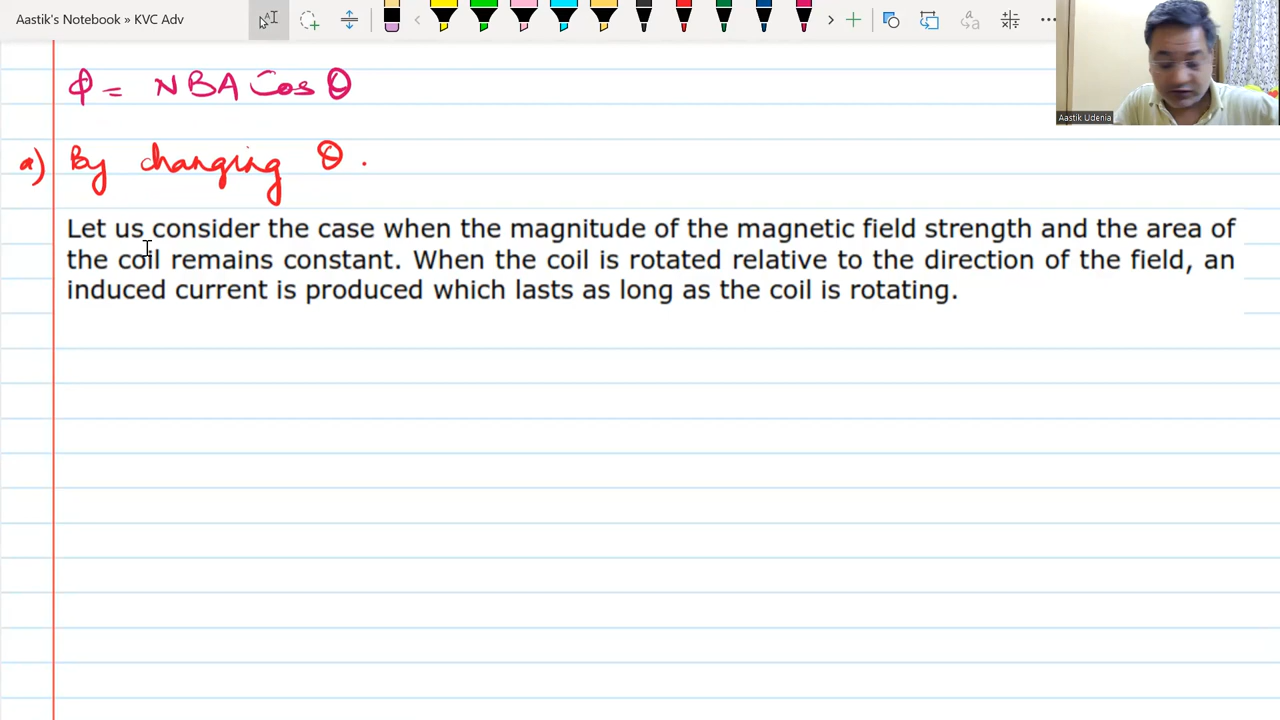 Aastik's Notebook » KVC Adv
Aastik Udenia
Φ = NBA Cos θ
a) By changing θ .
Let us consider the case when the magnitude of the magnetic field strength and the area of
the coil remains constant. When the coil is rotated relative to the direction of the field, an
induced current is produced which lasts as long as the coil is rotating.